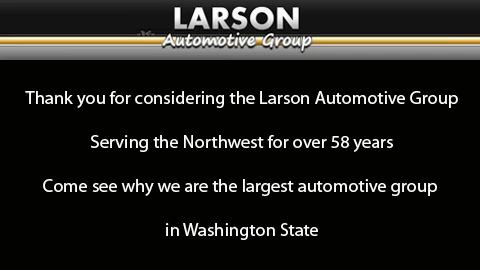 LARSON
Automotive Group
Thank you for considering the Larson Automotive Group
Serving the Northwest for over 58 years
Come see why we are the largest automotive group
in Washington State